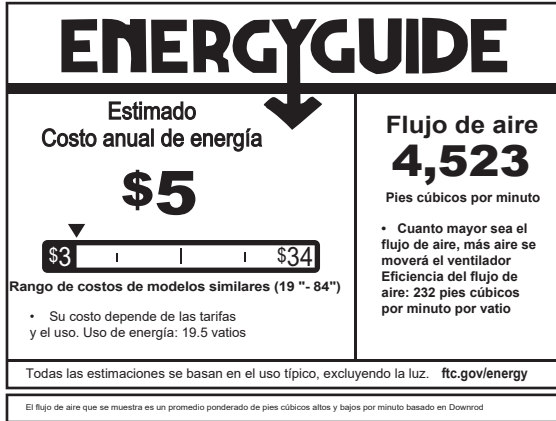 ENERGYGUIDE
Estimado
Costo anual de energía
$5
$3
$34
Rango de costos de modelos similares (19 "- 84")
• Su costo depende de las tarifas
y el uso. Uso de energía: 19.5 vatios
Flujo de aire
4,523
Pies cúbicos por minuto
• Cuanto mayor sea el
flujo de aire, más aire se
moverá el ventilador
Eficiencia del flujo de
aire: 232 pies cúbicos
por minuto por vatio
Todas las estimaciones se basan en el uso típico, excluyendo la luz. ftc.gov/energy
El flujo de aire que se muestra es un promedio ponderado de pies cúbicos altos y bajos por minuto basado en Downrod